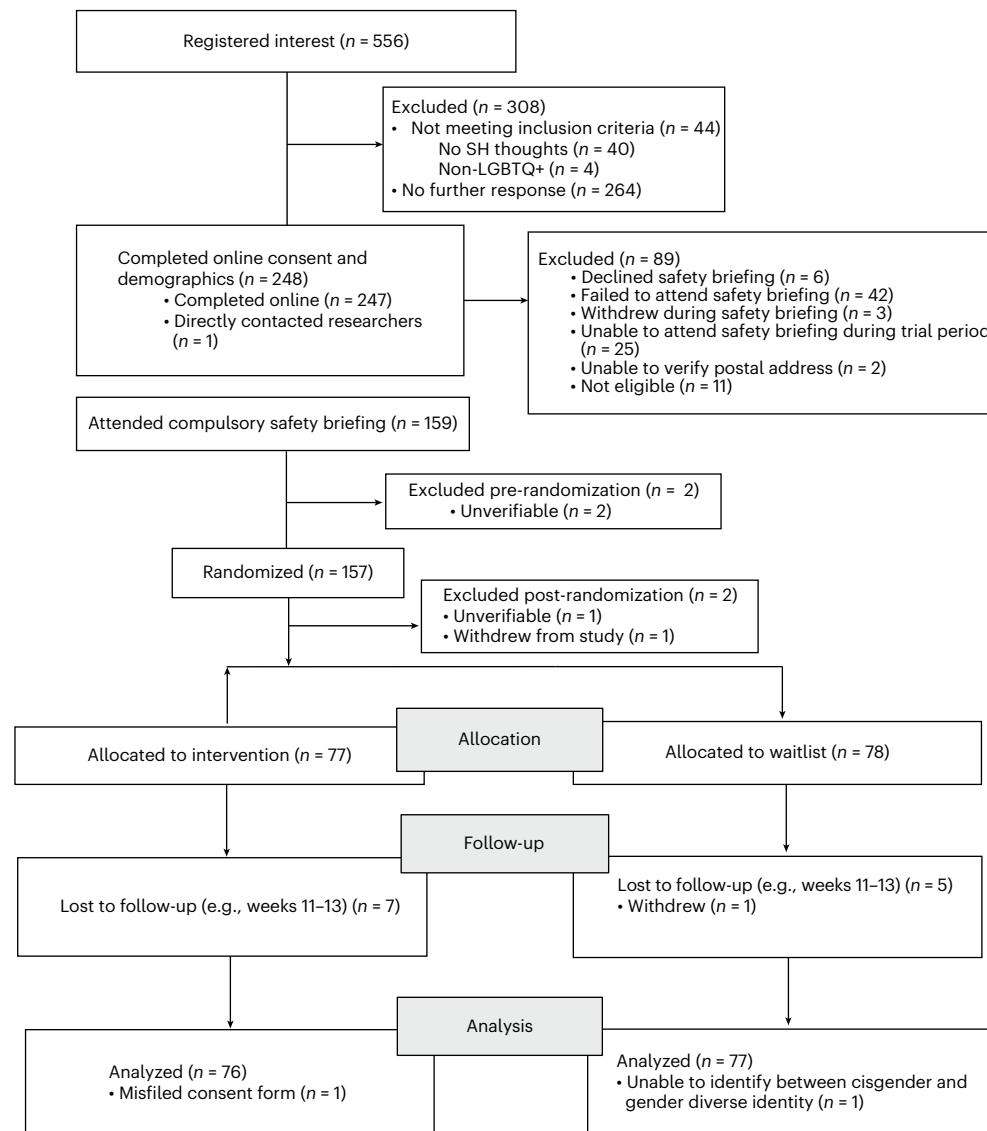 Registered interest (n = 556)
Excluded (n = 308)
• Not meeting inclusion criteria (n = 44)
No SH thoughts (n = 40)
Non-LGBTQ+ (n = 4)
• No further response (n = 264)
Completed online consent and
demographics (n = 248)
• Completed online (n = 247)
• Directly contacted researchers
(n = 1)
Excluded (n = 89)
• Declined safety briefing (n = 6)
• Failed to attend safety briefing (n = 42)
• Withdrew during safety briefing (n = 3)
• Unable to attend safety briefing during trial period
(n = 25)
• Unable to verify postal address (n = 2)
• Not eligible (n = 11)
Attended compulsory safety briefing (n = 159)
Excluded pre-randomization (n = 2)
• Unverifiable (n = 2)
Randomized (n = 157)
Excluded post-randomization (n = 2)
• Unverifiable (n = 1)
• Withdrew from study (n = 1)
Allocation
Allocated to intervention (n = 77)
Allocated to waitlist (n = 78)
Follow-up
Lost to follow-up (e.g., weeks 11–13) (n = 7)
Lost to follow-up (e.g., weeks 11–13) (n = 5)
• Withdrew (n = 1)
Analysis
Analyzed (n = 76)
• Misfiled consent form (n = 1)
Analyzed (n = 77)
• Unable to identify between cisgender and
gender diverse identity (n = 1)